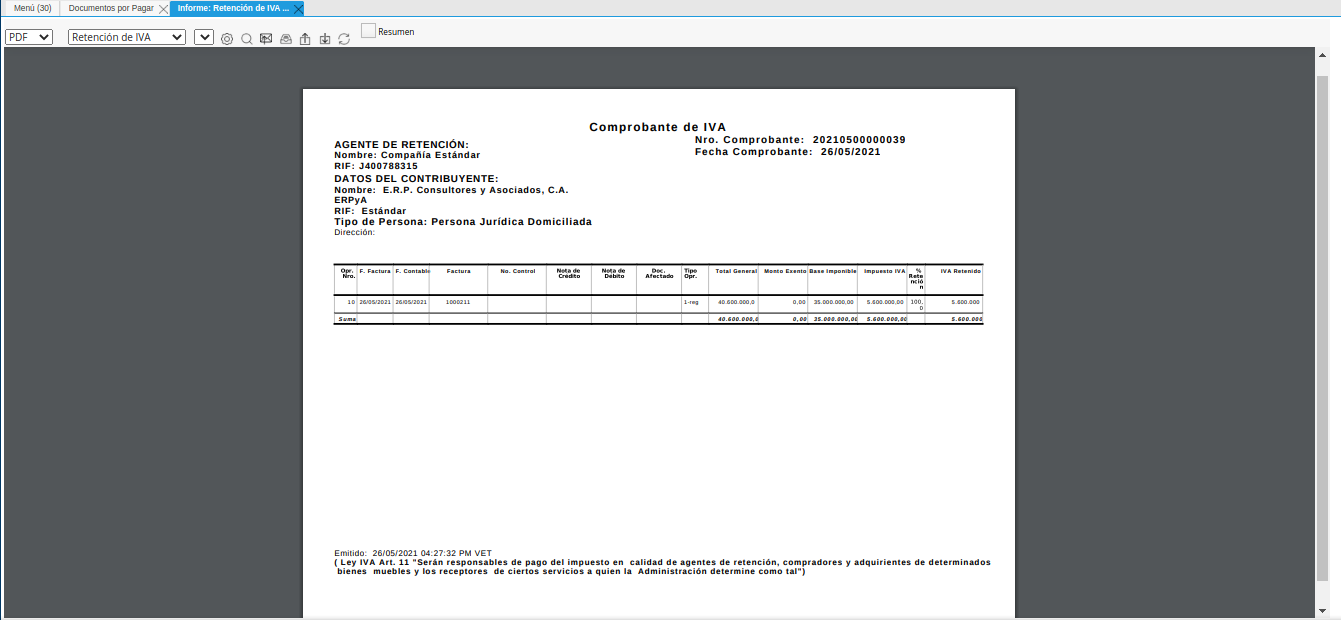 Menú (30) Documentos por Pagar Informe: Retención de IVA ...
PDF Retención de IVA Resumen
Comprobante de IVA
Nro. Comprobante: 20210500000039
Fecha Comprobante: 26/05/2021
AGENTE DE RETENCIÓN:
Nombre: Compañía Estándar
RIF: J400788315
DATOS DEL CONTRIBUYENTE:
Nombre: E.R.P. Consultores y Asociados, C.A.
ERPyA
RIF: Estándar
Tipo de Persona: Persona Jurídica Domiciliada
Dirección:
Opr. Nro. F. Factura F. Contable Factura No. Control Nota de Crédito Nota de Débito Doc. Afectado Tipo Opr. Total General Monto Exento Base Imponible Impuesto IVA % Retención IVA Retenido
10 26/05/2021 26/05/2021 1000211 1-reg 40.600.000,0 0,00 35.000.000,00 5.600.000,00 100,0 5.600.000
Suma 40.600.000,0 0,00 35.000.000,00 5.600.000,00 5.600.000
Emitido: 26/05/2021 04:27:32 PM VET
( Ley IVA Art. 11 "Serán responsables de pago del impuesto en calidad de agentes de retención, compradores y adquirientes de determinados
bienes muebles y los receptores de ciertos servicios a quien la Administración determine como tal")